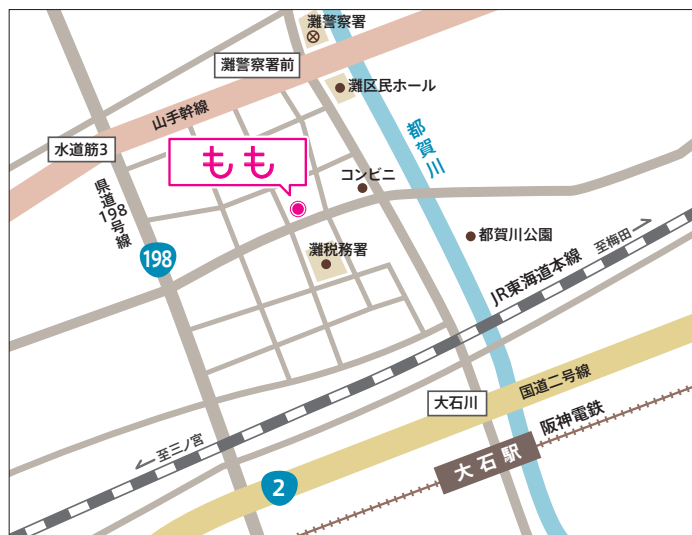 灘警察署
灘警察署前
灘区民ホール
山手幹線
水道筋3
もも
都賀川
コンビニ
県道198号線
198
灘税務署
都賀川公園
至梅田
JR東海道本線
国道二号線
大石川
阪神電鉄
大石駅
至三ノ宮
2